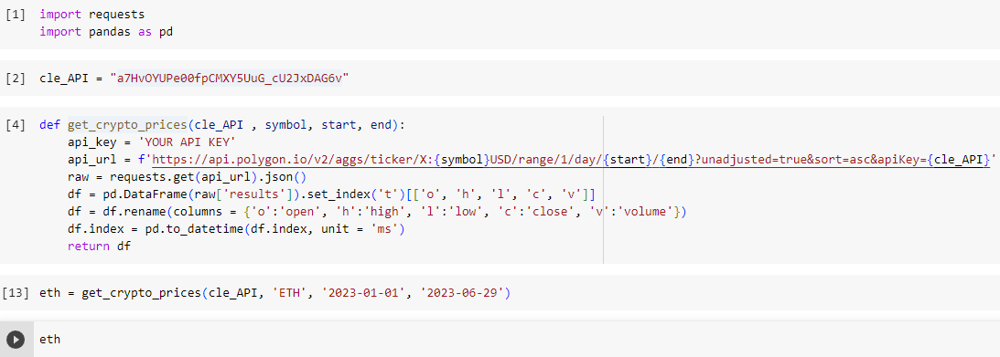 [1] import requests
import pandas as pd
[2] cle_API = "a7HvOYUPe00fpCMXY5UuG_cU2JxDAG6v"
[4] def get_crypto_prices(cle_API , symbol, start, end):
api_key = 'YOUR API KEY'
api_url = f'https://api.polygon.io/v2/aggs/ticker/X:{symbol}USD/range/1/day/{start}/{end}?unadjusted=true&sort=asc&apiKey={cle_API}'
raw = requests.get(api_url).json()
df = pd.DataFrame(raw['results']).set_index('t')[['o', 'h', 'l', 'c', 'v']]
df = df.rename(columns = {'o':'open', 'h':'high', 'l':'low', 'c':'close', 'v':'volume'})
df.index = pd.to_datetime(df.index, unit = 'ms')
return df
[13] eth = get_crypto_prices(cle_API, 'ETH', '2023-01-01', '2023-06-29')
eth